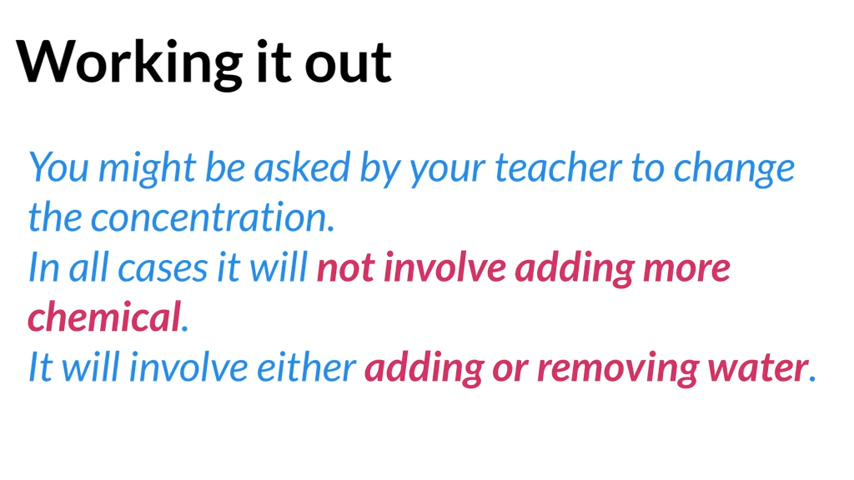 Working it out
You might be asked by your teacher to change
the concentration.
In all cases it will not involve adding more
chemical.
It will involve either adding or removing water.